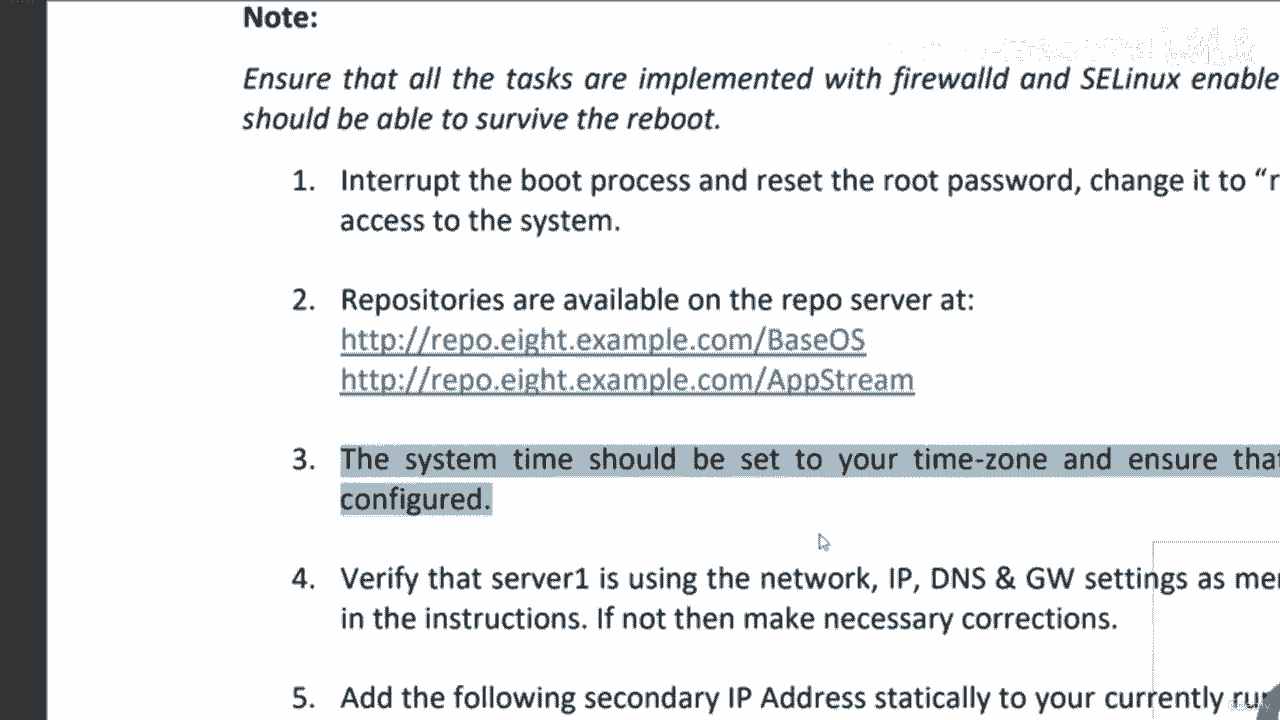 Note:
Ensure that all the tasks are implemented with firewalld and SELinux enable
should be able to survive the reboot.
1. Interrupt the boot process and reset the root password, change it to “r
access to the system.
2. Repositories are available on the repo server at:
http://repo.eight.example.com/BaseOS
http://repo.eight.example.com/AppStream
3. The system time should be set to your time-zone and ensure that
configured.
4. Verify that server1 is using the network, IP, DNS & GW settings as me
in the instructions. If not then make necessary corrections.
5. Add the following secondary IP Address statically to your currently ru